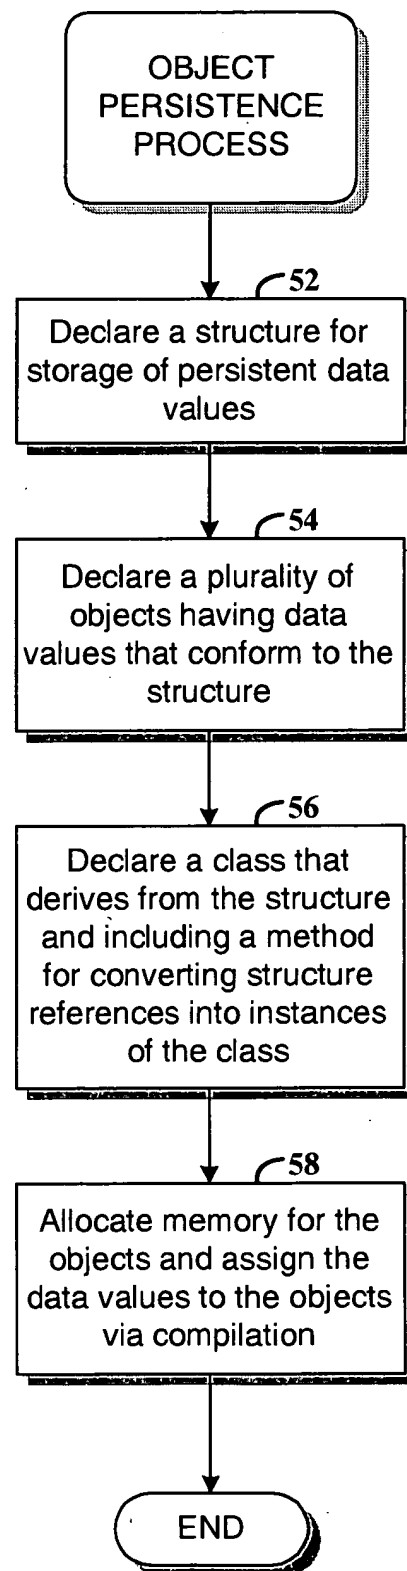 OBJECT
PERSISTENCE
PROCESS
52
Declare a structure for
storage of persistent data
values
54
Declare a plurality of
objects having data
values that conform to the
structure
56
Declare a class that
derives from the structure
and including a method
for converting structure
references into instances
of the class
58
Allocate memory for the
objects and assign the
data values to the objects
via compilation
END